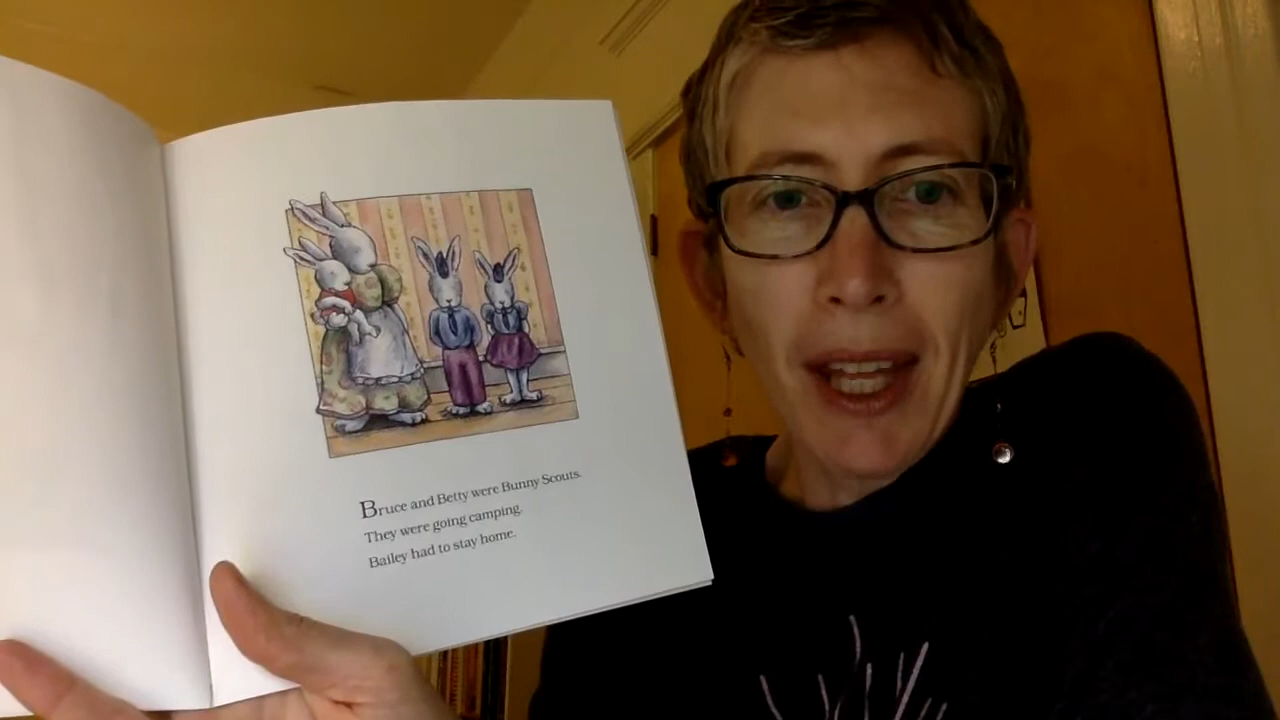 Bruce and Betty were Bunny Scouts.
They were going camping.
Bailey had to stay home.